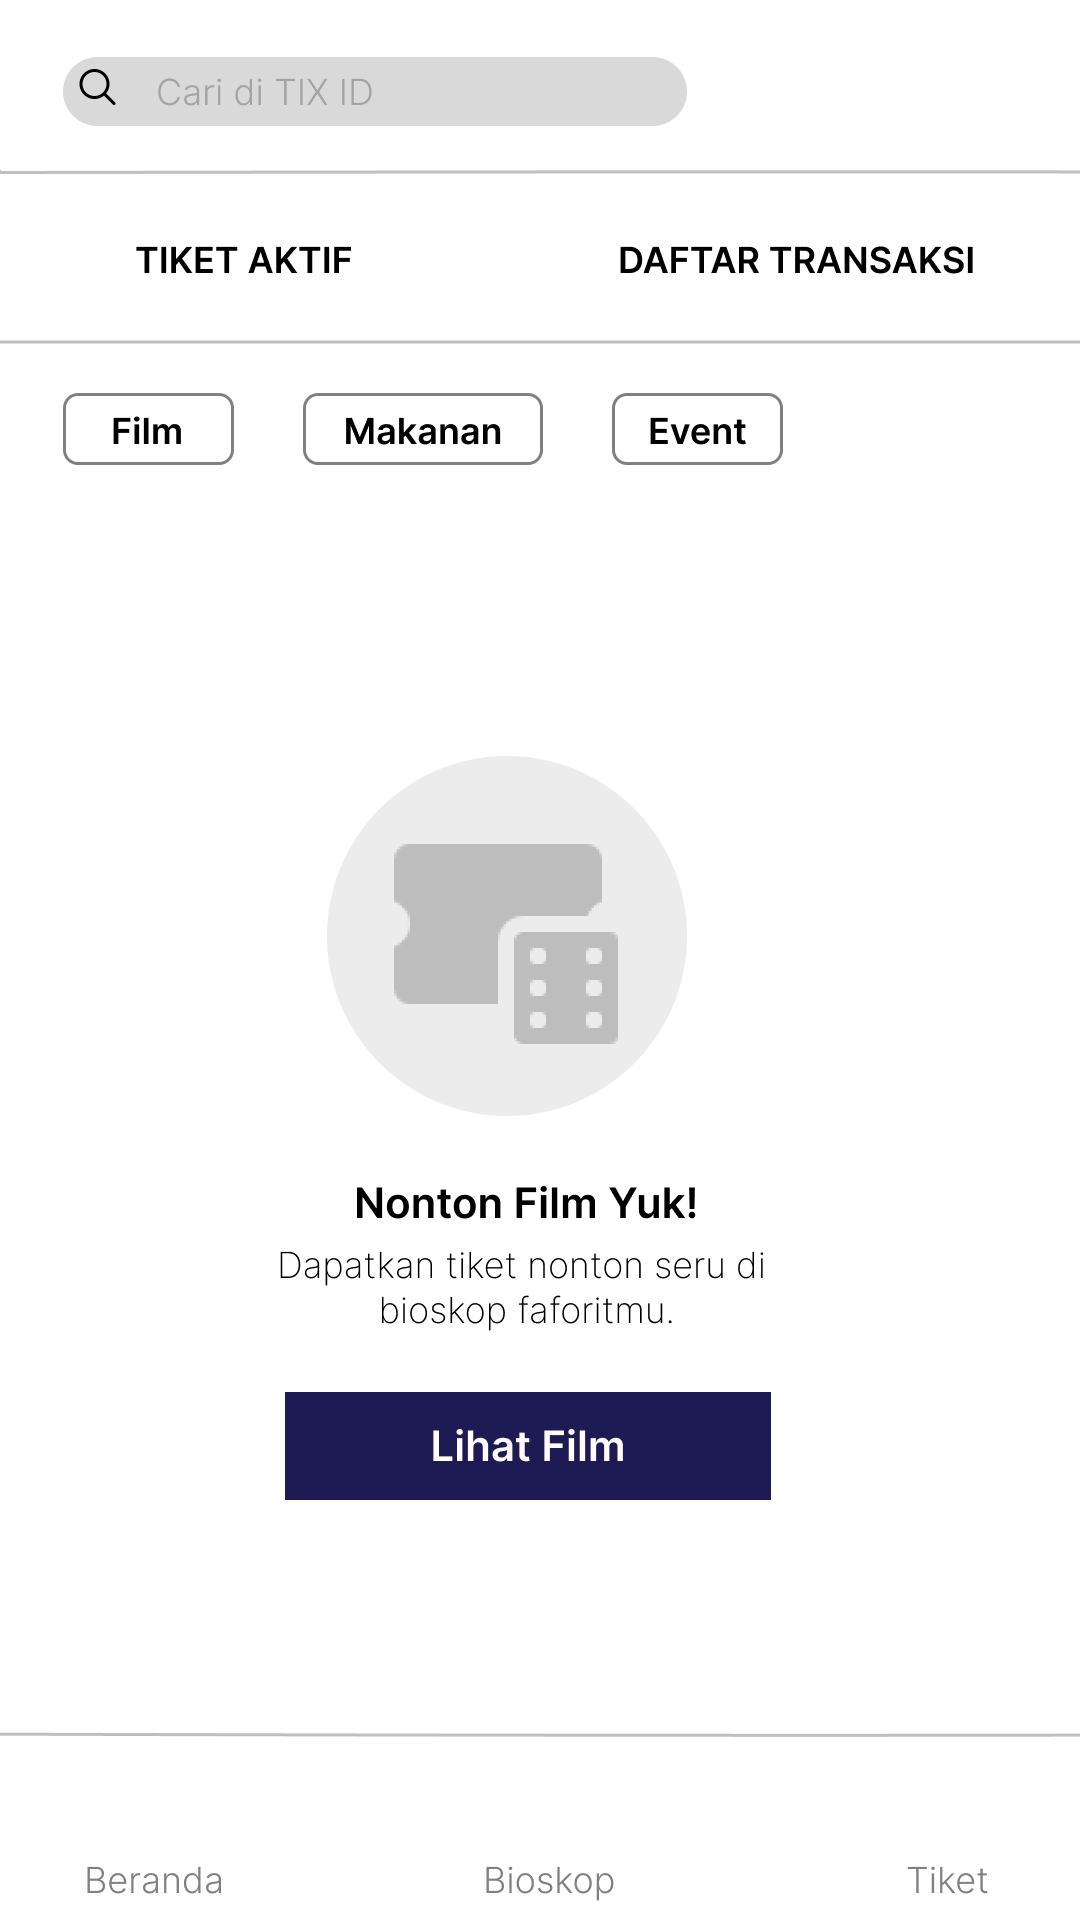 Cari di TIX ID
TIKET AKTIF
DAFTAR TRANSAKSI
Film
Makanan
Event
Nonton Film Yuk!
Dapatkan tiket nonton seru di
bioskop faforitmu.
Lihat Film
Beranda
Bioskop
Tiket